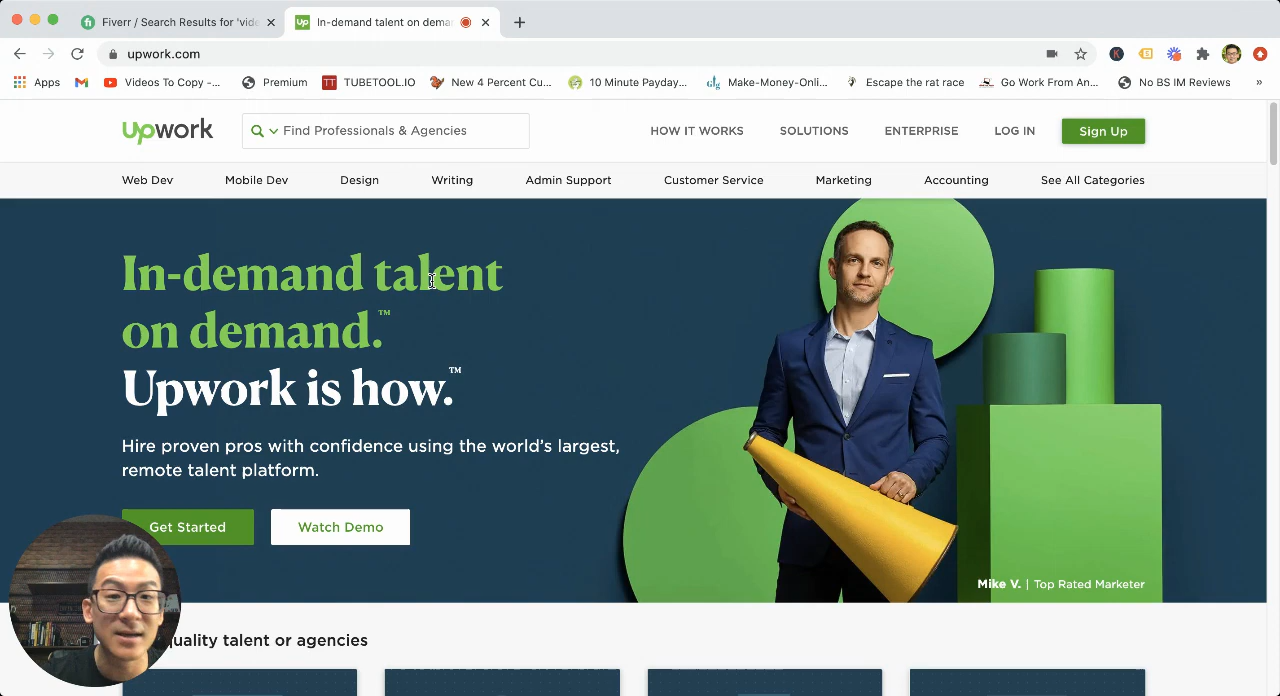 Fiverr / Search Results for 'vide
In-demand talent on dema
upwork.com
Apps
Videos To Copy -...
Premium
TT
TUBETOOL.IO
New 4 Percent Cu...
10 Minute Payday...
Make-Money-Onli...
Escape the rat race
Go Work From An...
No BS IM Reviews
»
upwork
Find Professionals & Agencies
HOW IT WORKS
SOLUTIONS
ENTERPRISE
LOG IN
Sign Up
Web Dev
Mobile Dev
Design
Writing
Admin Support
Customer Service
Marketing
Accounting
See All Categories
In-demand talent
on demand.™
Upwork is how.™
Hire proven pros with confidence using the world's largest,
remote talent platform.
Get Started
Watch Demo
Mike V. | Top Rated Marketer
quality talent or agencies